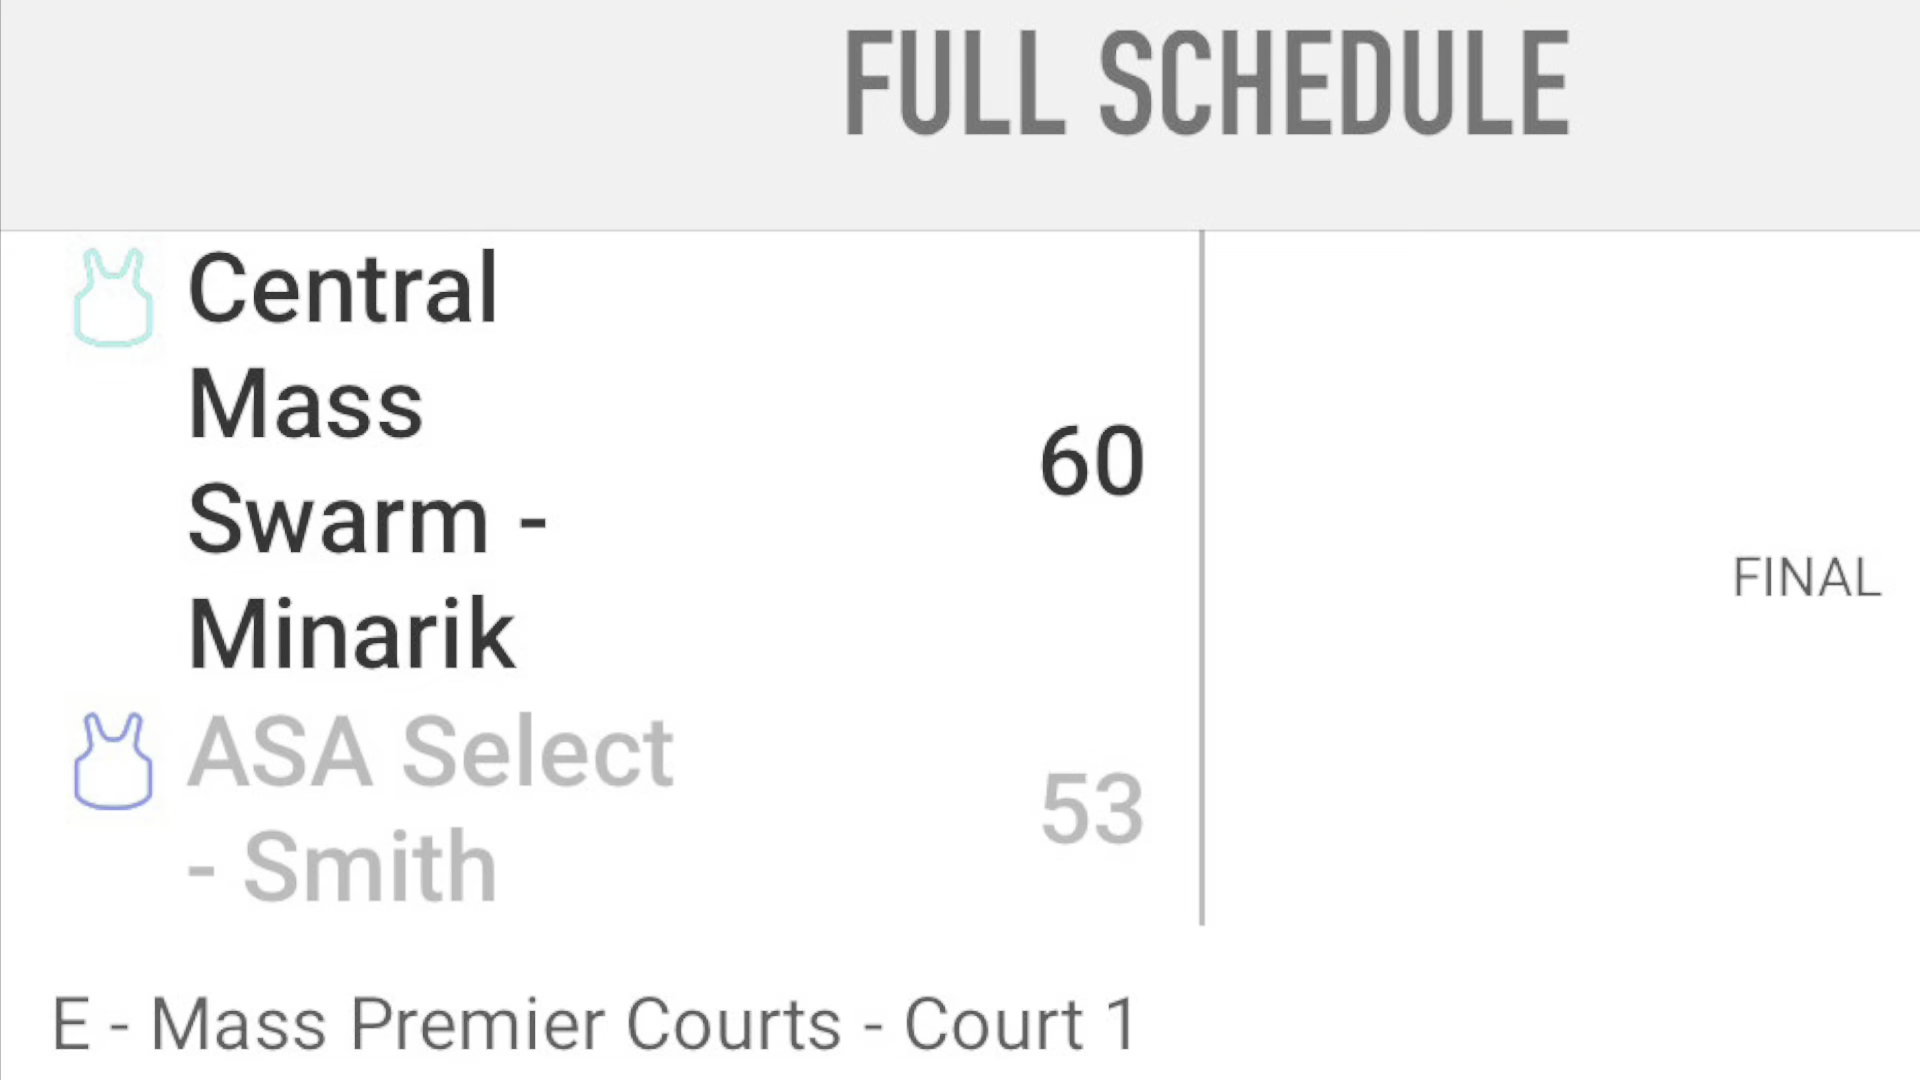 FULL SCHEDULE
Central
Mass
Swarm -
Minarik
60
ASA Select
- Smith
53
FINAL
E - Mass Premier Courts - Court 1